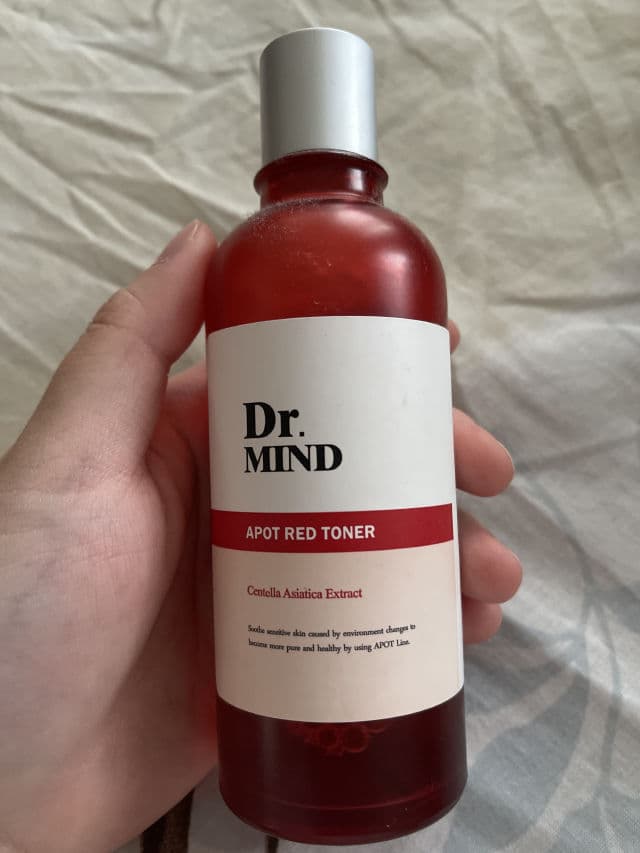 Dr.
MIND
APOT RED TONER
Centella Asiatica Extract
Soothe sensitive skin caused by environment changes to
become more pure and healthy by using APOT Line.